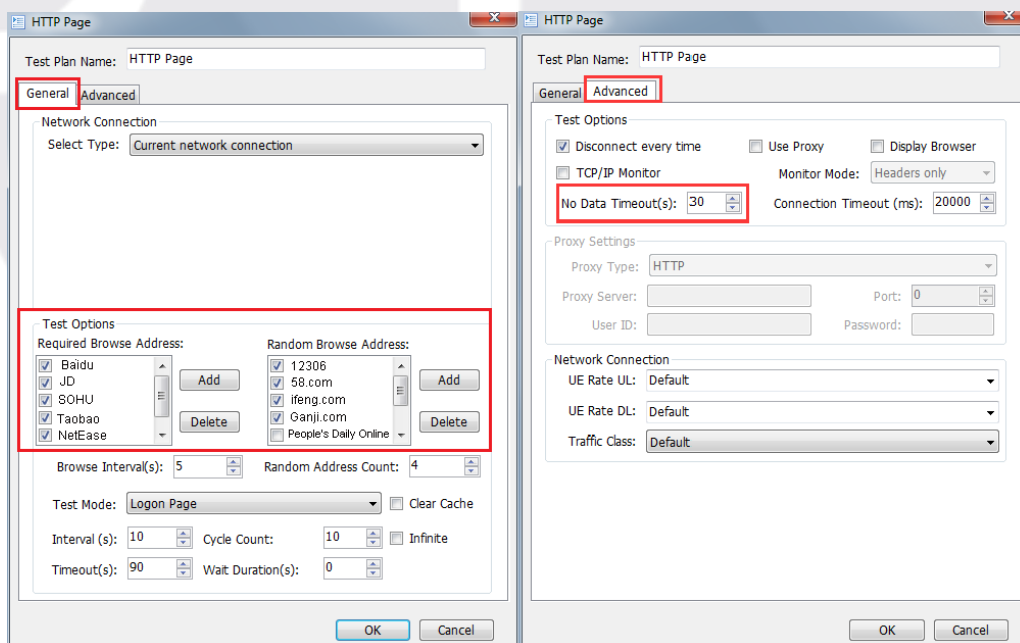 HTTP Page
Test Plan Name: HTTP Page
General Advanced
Network Connection
Select Type: Current network connection
Test Options
Required Browse Address: Random Browse Address:
Baidu 12306
JD 58.com
Add Add
SOHU ifeng.com
Taobao Ganji.com
Delete Delete
NetEase People's Daily Online
Browse Interval(s): 5 Random Address Count: 4
Test Mode: Logon Page Clear Cache
Interval (s): 10 Cycle Count: 10 Infinite
Timeout(s): 90 Wait Duration(s): 0
OK Cancel
HTTP Page
Test Plan Name: HTTP Page
General Advanced
Test Options
Disconnect every time Use Proxy Display Browser
TCP/IP Monitor Monitor Mode: Headers only
No Data Timeout(s): 30 Connection Timeout (ms): 20000
Proxy Settings
Proxy Type: HTTP
Proxy Server: Port: 0
User ID: Password:
Network Connection
UE Rate UL: Default
UE Rate DL: Default
Traffic Class: Default
OK Cancel